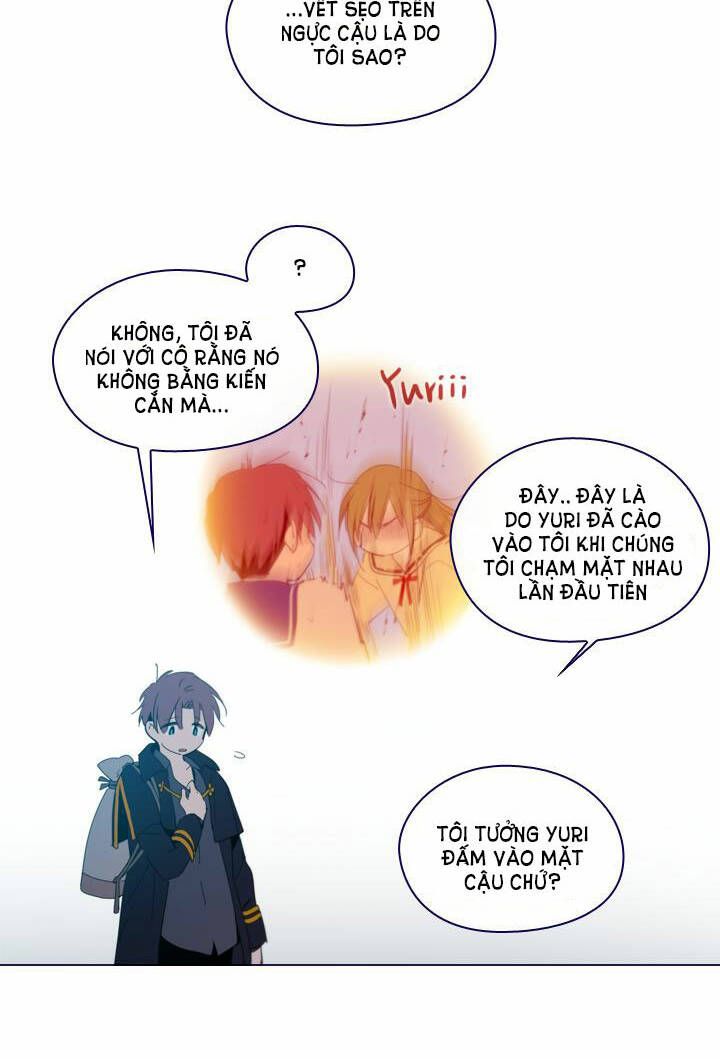 ...VẾT SẸO TRÊN
NGỰC CẬU LÀ DO
TÔI SAO?
?
KHÔNG, TÔI ĐÃ
NÓI VỚI CÔ RẰNG NÓ
KHÔNG BẰNG KIẾN
CẮN MÀ...
Yuriii
ĐÂY.. ĐÂY LÀ
DO YURI ĐÃ CÀO
VÀO TÔI KHI CHÚNG
TÔI CHẠM MẶT NHAU
LẦN ĐẦU TIÊN
TÔI TƯỞNG YURI
ĐẤM VÀO MẶT
CẬU CHỨ?